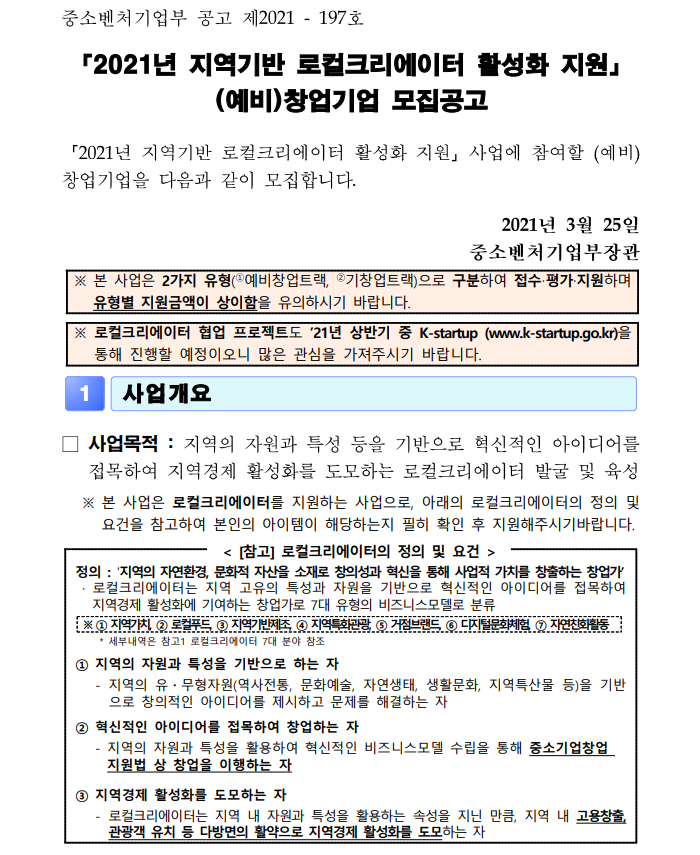 중소벤처기업부 공고 제2021 - 197호
「2021년 지역기반 로컬크리에이터 활성화 지원」
(예비)창업기업 모집공고
「2021년 지역기반 로컬크리에이터 활성화 지원」 사업에 참여할 (예비)
창업기업을 다음과 같이 모집합니다.
2021년 3월 25일
중소벤처기업부장관
※ 본 사업은 2가지 유형(①예비창업트랙, ②기창업트랙)으로 구분하여 접수·평가·지원하며
유형별 지원금액이 상이함을 유의하시기 바랍니다.
※ 로컬크리에이터 협업 프로젝트도 '21년 상반기 중 K-startup (www.k-startup.go.kr)을
통해 진행할 예정이오니 많은 관심을 가져주시기 바랍니다.
1 사업개요
□ 사업목적 : 지역의 자원과 특성 등을 기반으로 혁신적인 아이디어를
접목하여 지역경제 활성화를 도모하는 로컬크리에이터 발굴 및 육성
※ 본 사업은 로컬크리에이터를 지원하는 사업으로, 아래의 로컬크리에이터의 정의 및
요건을 참고하여 본인의 아이템이 해당하는지 필히 확인 후 지원해주시기바랍니다.
< [참고] 로컬크리에이터의 정의 및 요건 >
정의 : '지역의 자연환경, 문화적 자산을 소재로 창의성과 혁신을 통해 사업적 가치를 창출하는 창업가'
· 로컬크리에이터는 지역 고유의 특성과 자원을 기반으로 혁신적인 아이디어를 접목하여
지역경제 활성화에 기여하는 창업가로 7대 유형의 비즈니스모델로 분류
※ ① 지역가치, ② 로컬푸드, ③ 지역기반제조, ④ 지역특화관광, ⑤ 거점브랜드, ⑥ 디지털문화체험, ⑦ 자연친화활동
* 세부내역은 참고1 로컬크리에이터 7대 분야 참조
① 지역의 자원과 특성을 기반으로 하는 자
- 지역의 유・무형자원(역사전통, 문화예술, 자연생태, 생활문화, 지역특산물 등)을 기반
으로 창의적인 아이디어를 제시하고 문제를 해결하는 자
② 혁신적인 아이디어를 접목하여 창업하는 자
- 지역의 자원과 특성을 활용하여 혁신적인 비즈니스모델 수립을 통해 중소기업창업
지원법 상 창업을 이행하는 자
③ 지역경제 활성화를 도모하는 자
- 로컬크리에이터는 지역 내 자원과 특성을 활용하는 속성을 지닌 만큼, 지역 내 고용창출,
관광객 유치 등 다방면의 활약으로 지역경제 활성화를 도모하는 자